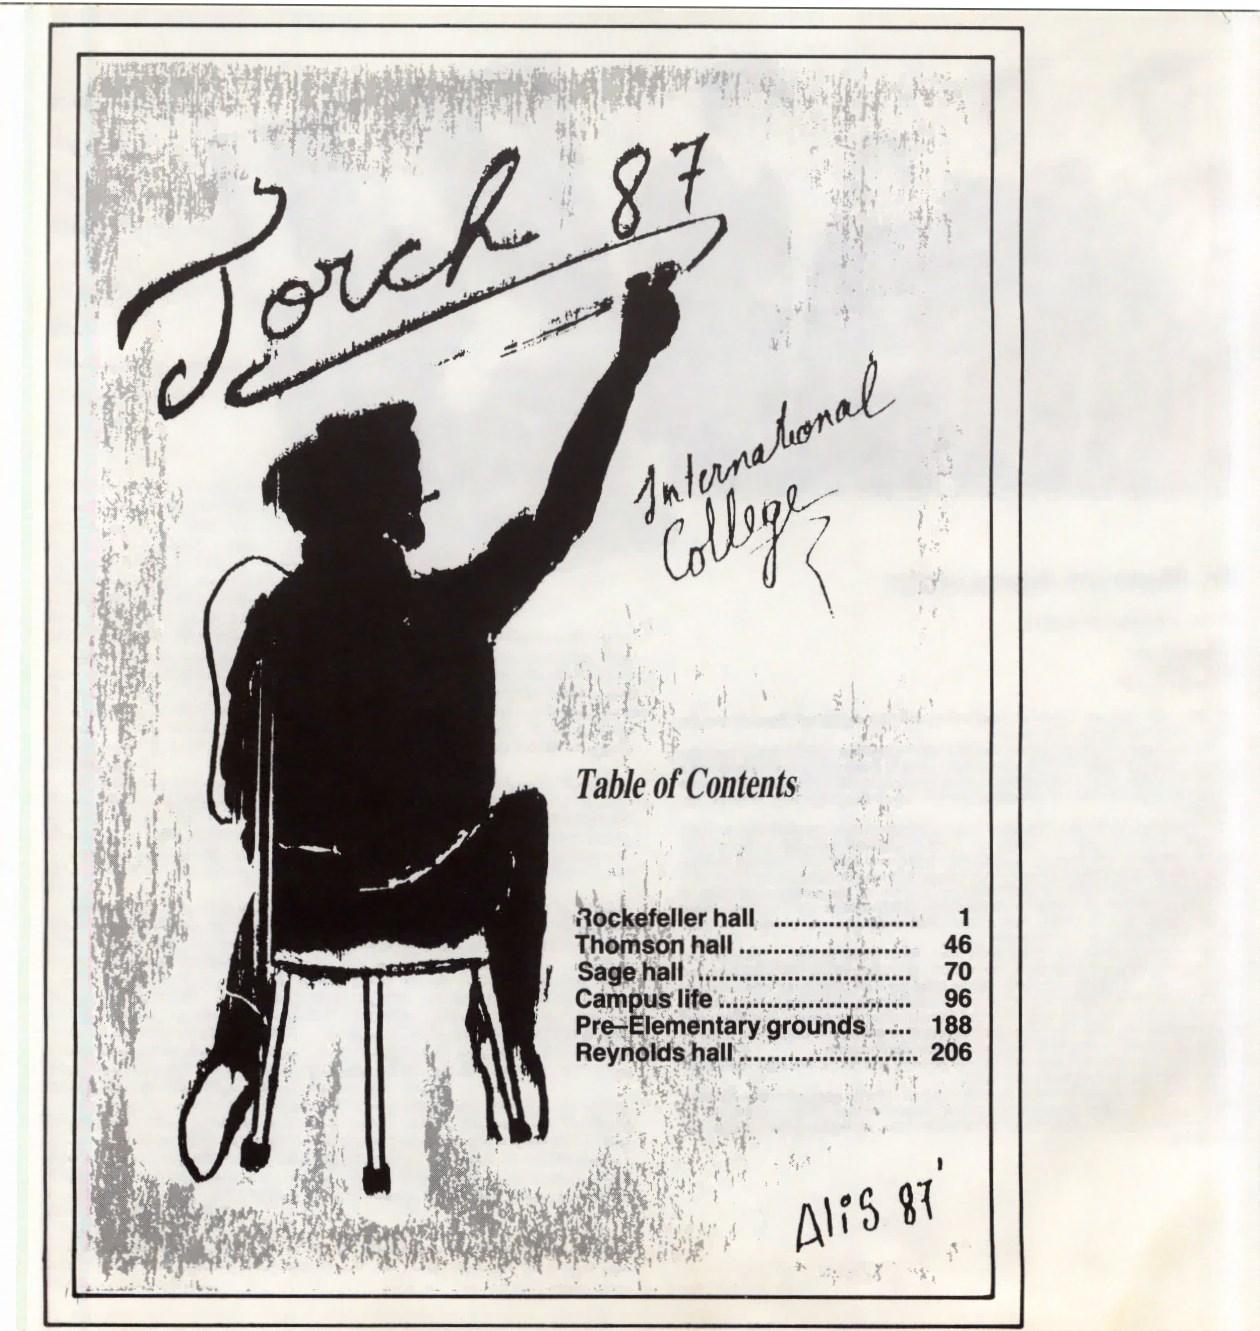 Torch 87
International
College
Table of Contents
Rockefeller hall ..................... 1
Thomson hall ......................... 46
Sage hall ............................... 70
Campus life ............................ 96
Pre–Elementary grounds .... 188
Reynolds hall .......................... 206
Alis 87'